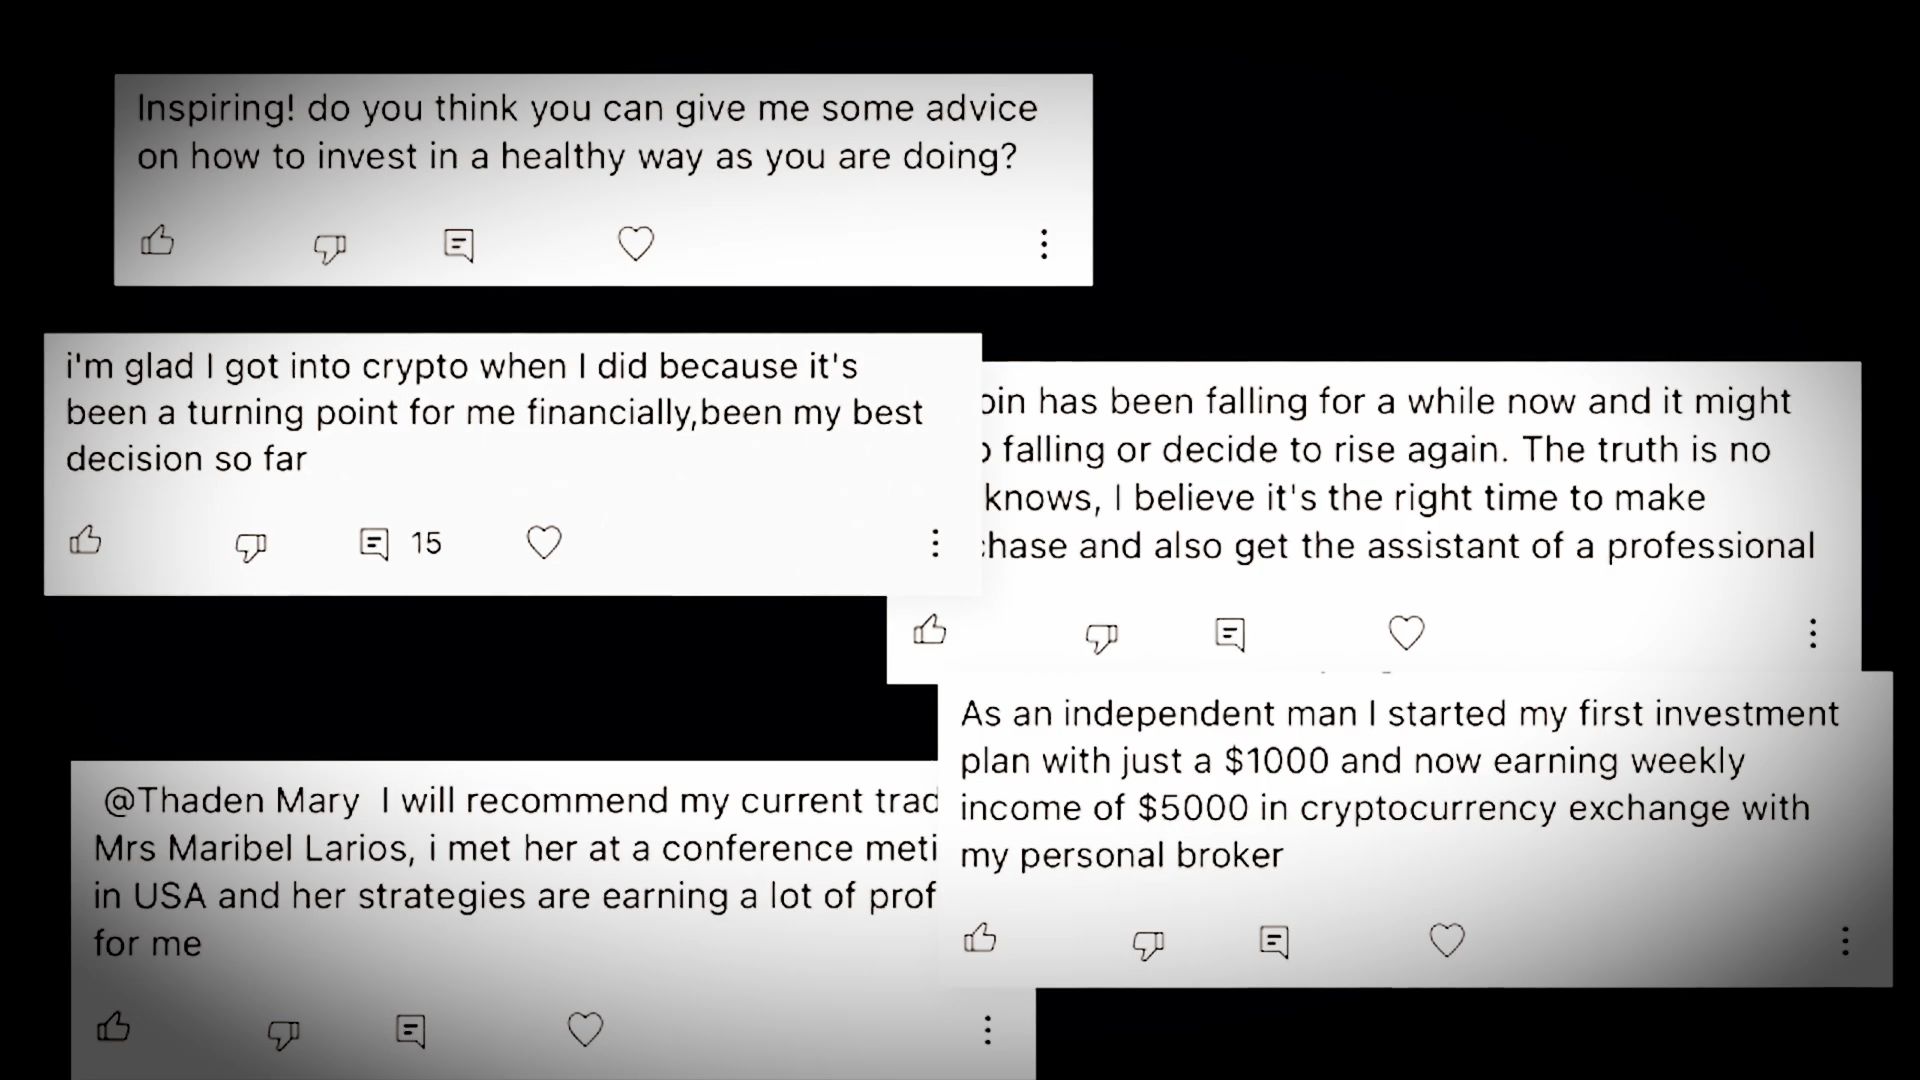 Inspiring! do you think you can give me some advice
on how to invest in a healthy way as you are doing?
i'm glad I got into crypto when I did because it's
been a turning point for me financially,been my best
decision so far
15
has been falling for a while now and it might
falling or decide to rise again. The truth is no
knows, I believe it's the right time to make
and also get the assistant of a professional
As an independent man I started my first investment
plan with just a $1000 and now earning weekly
income of $5000 in cryptocurrency exchange with
my personal broker
@Thaden Mary I will recommend my current
Mrs Maribel Larios, i met her at a conference
in USA and her strategies are earning a lot of
for me